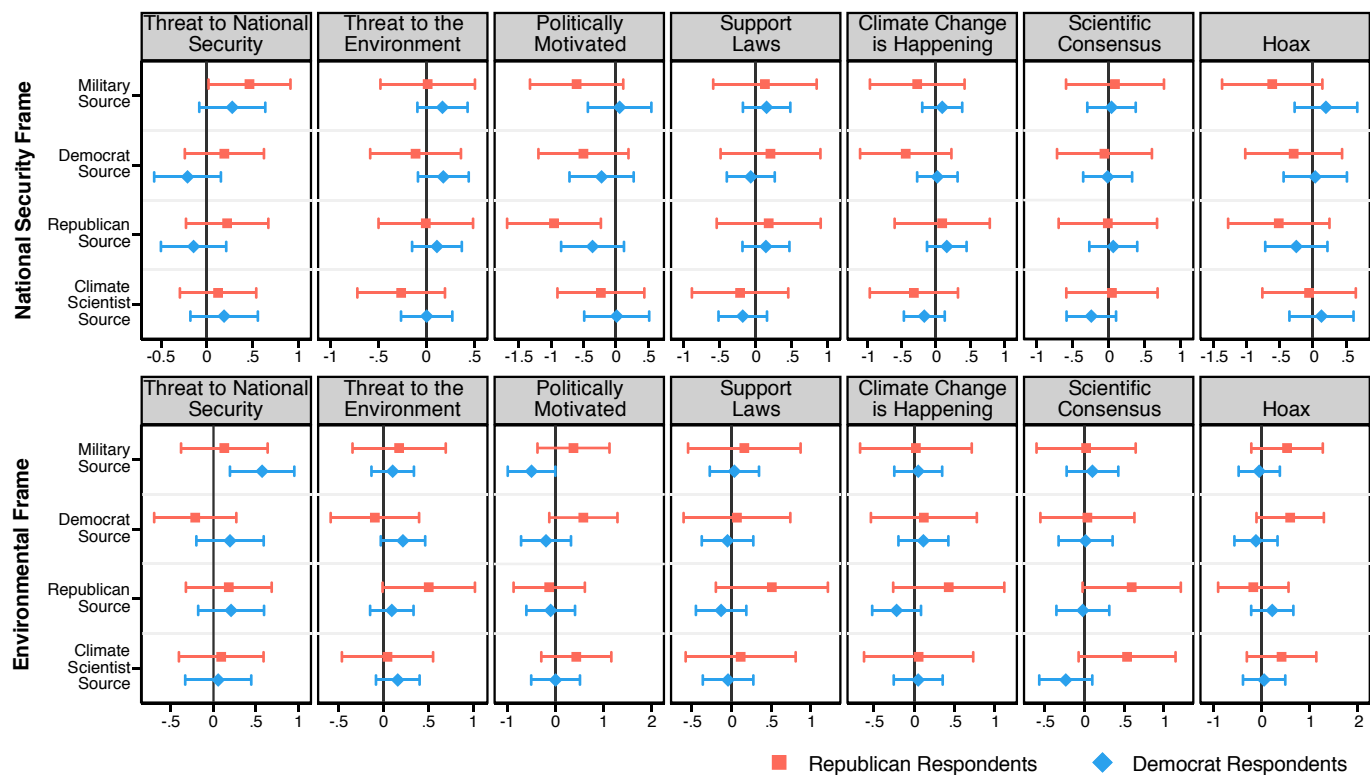 Threat to National
Security
Threat to the
Environment
Politically
Motivated
Support
Laws
Climate Change
is Happening
Scientific
Consensus
Hoax
National Security Frame
Military
Source
Democrat
Source
Republican
Source
Climate
Scientist
Source
-0.5 0 0.5 1
-1 -.5 0 .5
-1.5 -1 -.5 0 .5
-1 -.5 0 .5 1
-1 -.5 0 .5 1
-1 -.5 0 .5 1
-1.5 -1 -.5 0 .5
Threat to National
Security
Threat to the
Environment
Politically
Motivated
Support
Laws
Climate Change
is Happening
Scientific
Consensus
Hoax
Environmental Frame
Military
Source
Democrat
Source
Republican
Source
Climate
Scientist
Source
-.5 0 .5 1
-.5 0 .5 1
-1 0 1 2
-.5 0 .5 1
-.5 0 .5 1
-.5 0 .5 1
-1 0 1 2
Republican Respondents
Democrat Respondents